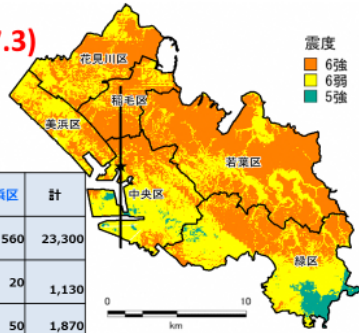 7.3)
震度
6強
6弱
5強
花見川区
稲毛区
美浜区
若葉区
中央区
緑区
浜区 計
560 23,300
20 1,130
50 1,870
0 10
km